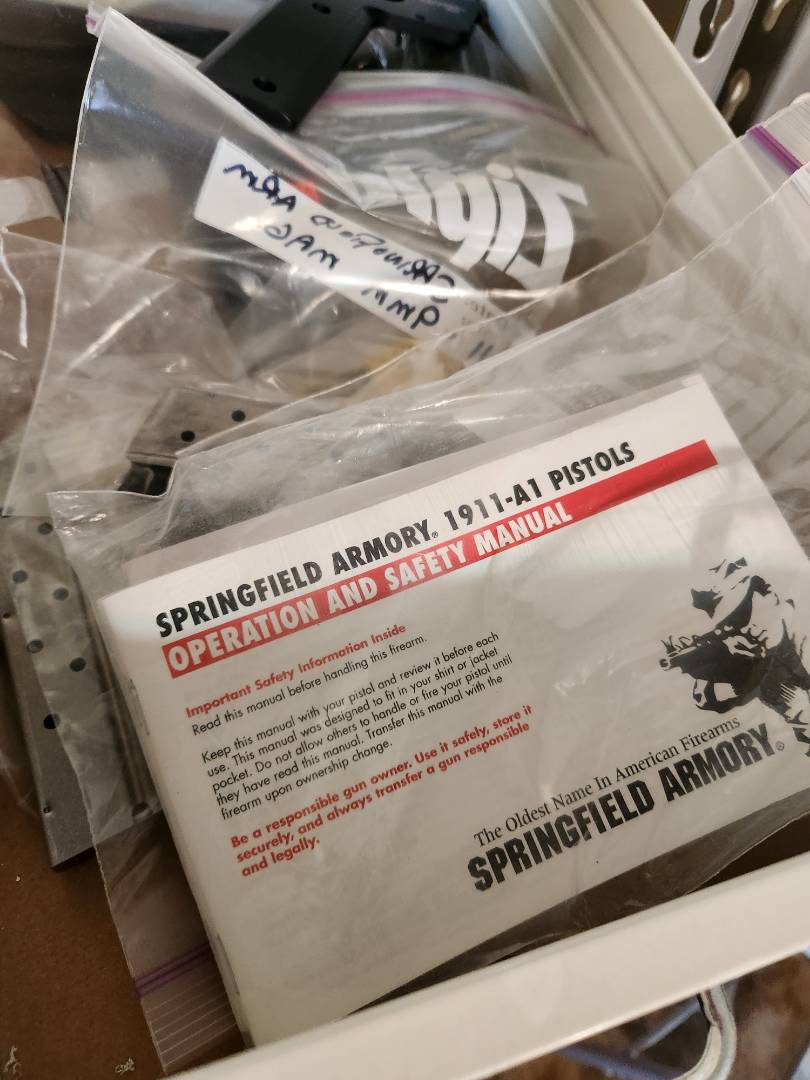 Ziploc
SPRINGFIELD ARMORY® 1911-A1 PISTOLS
OPERATION AND SAFETY MANUAL
Important Safety Information Inside
Read this manual before handling this firearm.
Keep this manual with your pistol and review it before each
use. This manual was designed to fit in your shirt or jacket
pocket. Do not allow others to handle or fire your pistol until
they have read this manual. Transfer this manual with the
firearm upon ownership change.
Be a responsible gun owner. Use it safely, store it
securely, and always transfer a gun responsible
and legally.
The Oldest Name In American Firearms
SPRINGFIELD ARMORY®